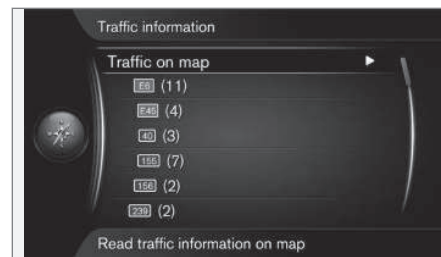 Traffic information
Traffic on map
E6 (11)
E45 (4)
40 (3)
155 (7)
156 (2)
239 (2)
Read traffic information on map